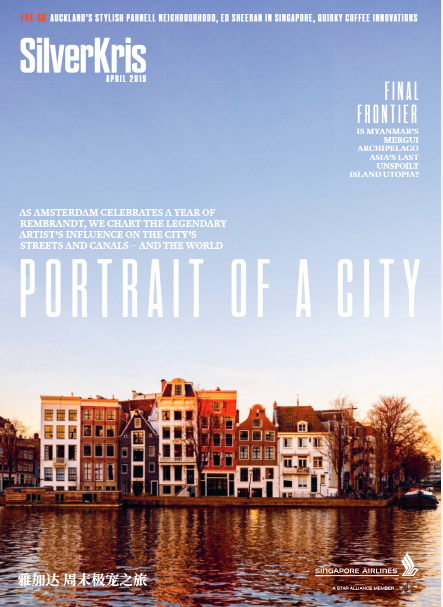 THE SQ AUCKLAND'S STYLISH PARNELL NEIGHBOURHOOD, ED SHEERAN IN SINGAPORE, QUIRKY COFFEE INNOVATIONS
SilverKris
APRIL 2019
FINAL
FRONTIER
IS MYANMAR'S
MERGUI
ARCHIPELAGO
ASIA'S LAST
UNSPOILT
ISLAND UTOPIA?
AS AMSTERDAM CELEBRATES A YEAR OF
REMBRANDT, WE CHART THE LEGENDARY
ARTIST'S INFLUENCE ON THE CITY'S
STREETS AND CANALS – AND THE WORLD
PORTRAIT OF A CITY
雅加达 周末极宠之旅
SINGAPORE AIRLINES
A STAR ALLIANCE MEMBER